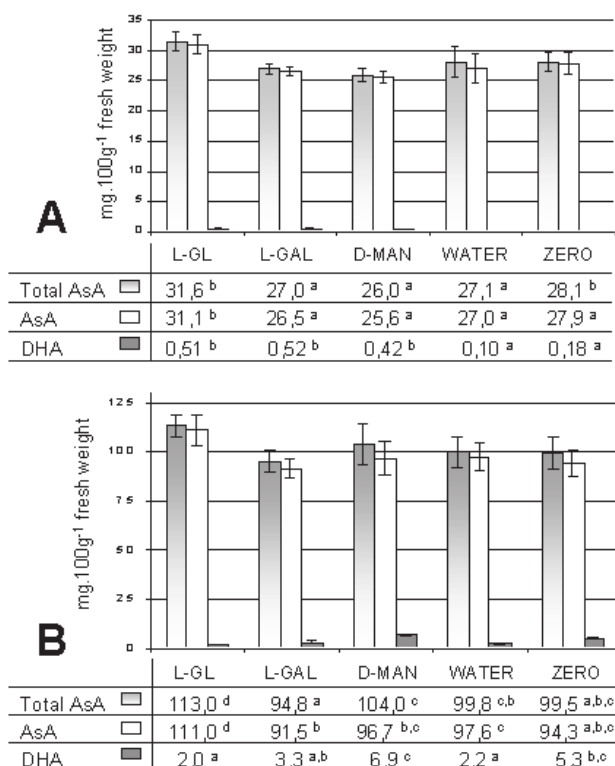 35
30
25
20
15
10
5
0
mg.100g⁻¹ fresh weight
A
L-GL L-GAL D-MAN WATER ZERO
Total AsA 31,6 b 27,0 a 26,0 a 27,1 a 28,1 b
AsA 31,1 b 26,5 a 25,6 a 27,0 a 27,9 a
DHA 0,51 b 0,52 b 0,42 b 0,10 a 0,18 a
125
100
75
50
25
0
mg.100g⁻¹ fresh weight
B
L-GL L-GAL D-MAN WATER ZERO
Total AsA 113,0 d 94,8 a 104,0 c 99,8 c,b 99,5 a,b,c
AsA 111,0 d 91,5 b 96,7 b,c 97,6 c 94,3 a,b,c
DHA 2,0 a 3,3 a,b 6,9 c 2,2 a 5,3 b,c